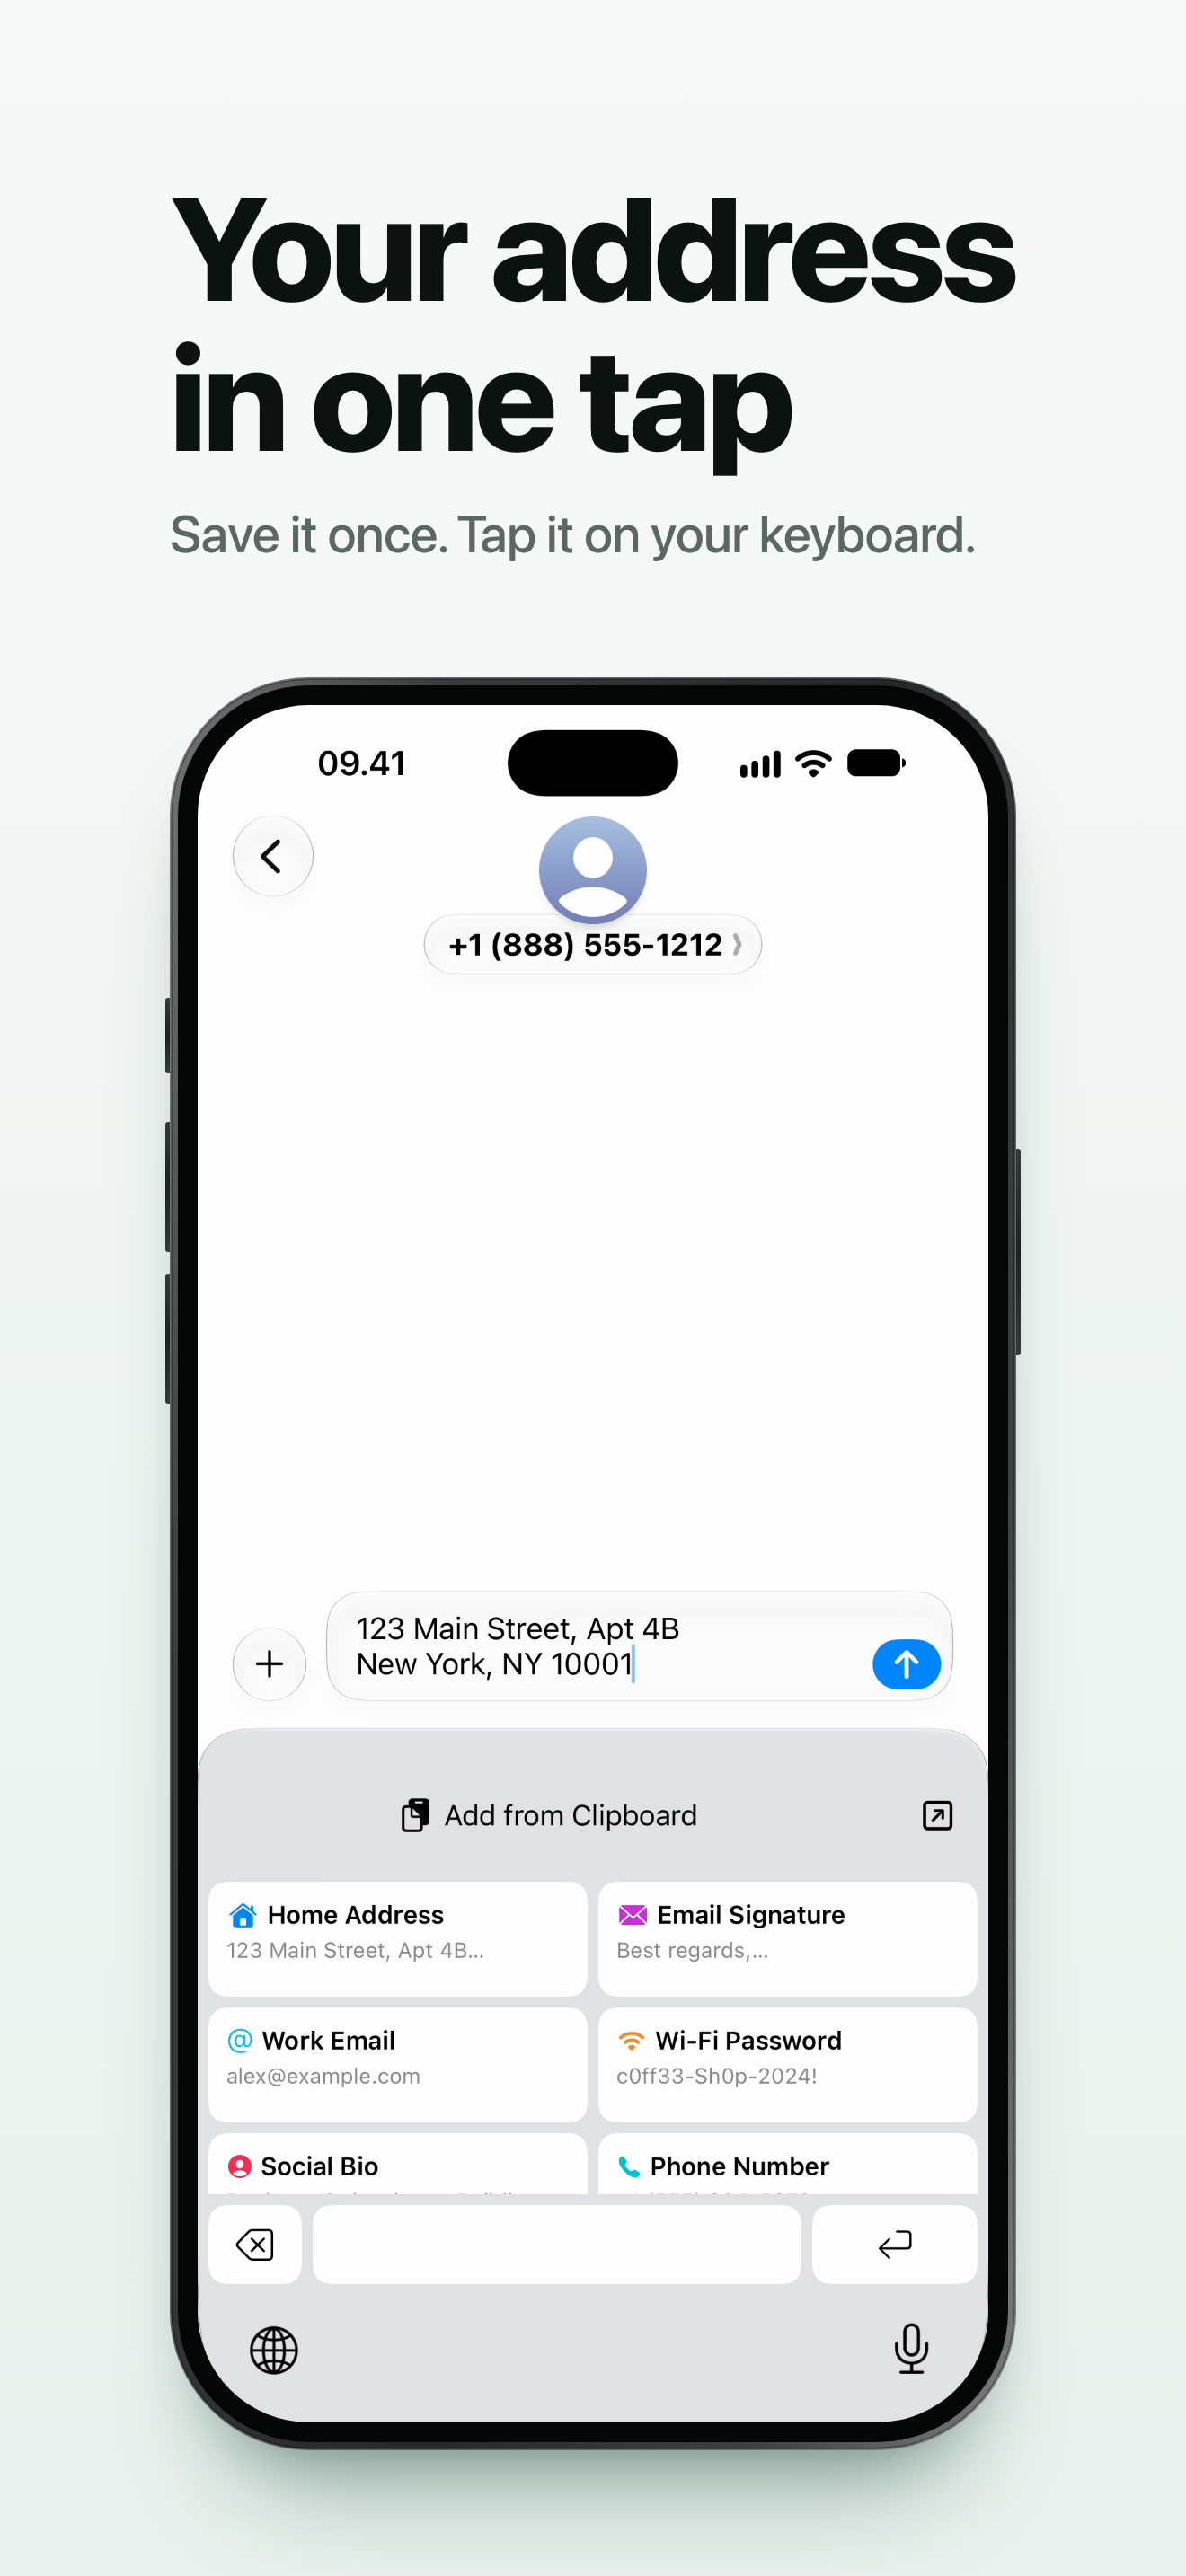 Your address
in one tap
Save it once. Tap it on your keyboard.
09.41
+1 (888) 555-1212
123 Main Street, Apt 4B
New York, NY 10001
Add from Clipboard
Home Address
123 Main Street, Apt 4B...
Email Signature
Best regards,...
@ Work Email
alex@example.com
Wi-Fi Password
c0ff33-Sh0p-2024!
Social Bio
Phone Number